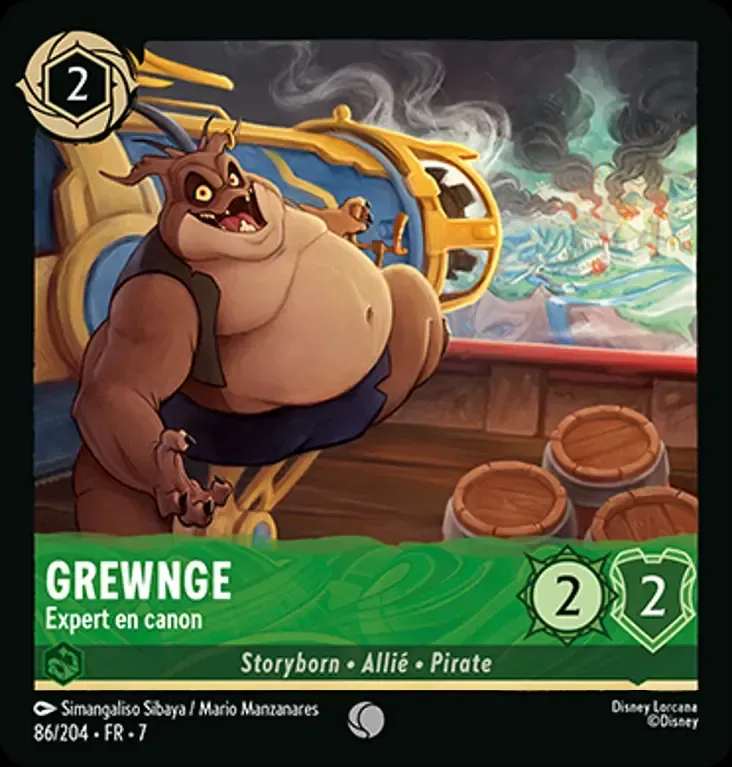 2
GREWNGE
Expert en canon
2
2
Storyborn • Allié • Pirate
Simangaliso Sibaya / Mario Manzanares
Disney Lorcana
86/204 • FR • 7
©Disney